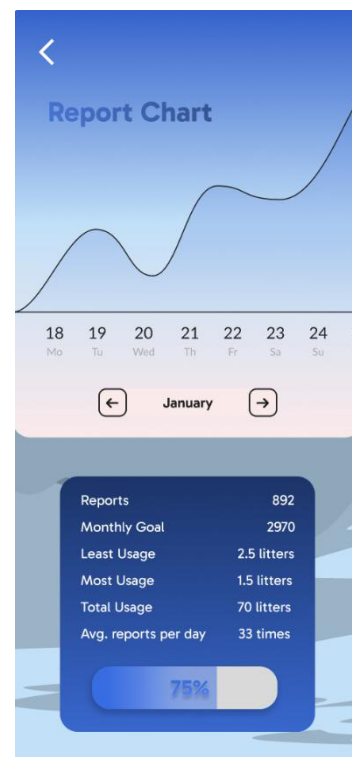 Report Chart
18 19 20 21 22 23 24
Mo Tu Wed Th Fr Sa Su
January
Reports 892
Monthly Goal 2970
Least Usage 2.5 litters
Most Usage 1.5 litters
Total Usage 70 litters
Avg. reports per day 33 times
75%